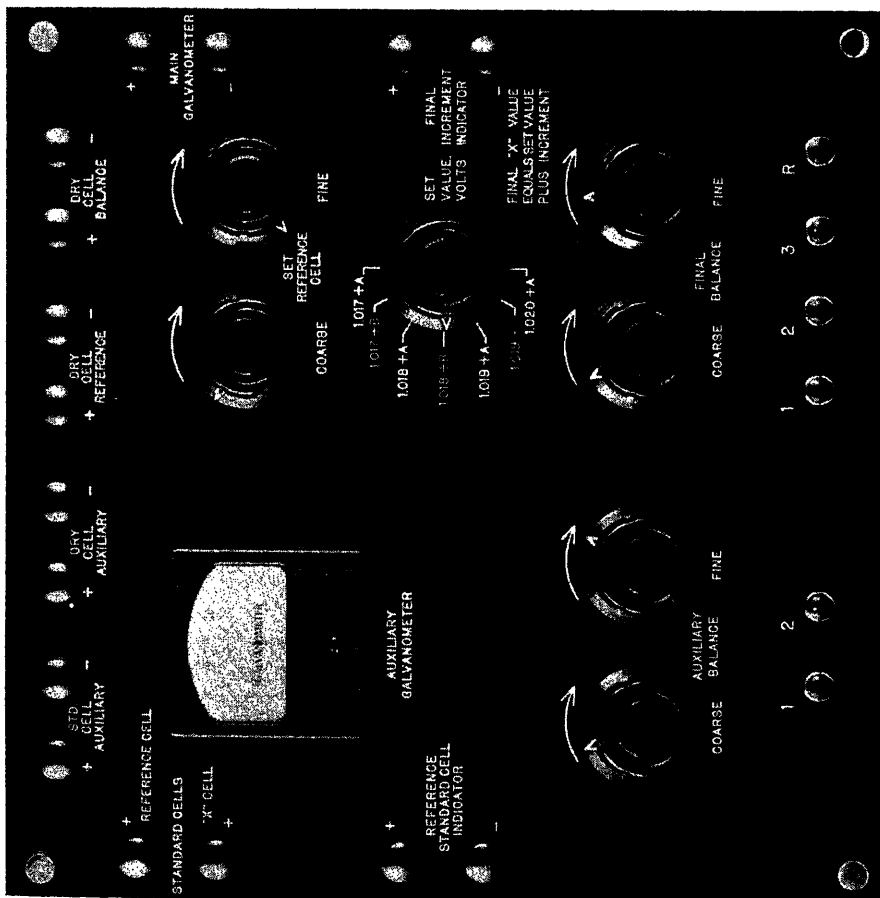 + −
STD
CELL
AUXILIARY
+ −
DRY
CELL
AUXILIARY
+ −
DRY
CELL
REFERENCE
+ −
DRY
CELL
BALANCE
+
REFERENCE CELL
STANDARD CELLS
"X" CELL
+
+
MAIN
GALVANOMETER
−
COARSE
SET
REFERENCE
CELL
FINE
AUXILIARY
GALVANOMETER
+
REFERENCE
STANDARD CELL
INDICATOR
−
1.017 + A
1.018 + A
1.018 + B
1.019 + A
1.020 + A
SET
VALUE
VOLTS
+
FINAL
INCREMENT
INDICATOR
−
FINAL "X" VALUE
EQUALS SET VALUE
PLUS INCREMENT
COARSE
AUXILIARY
BALANCE
FINE
COARSE
FINAL
BALANCE
FINE
1
2
1
2
3
R